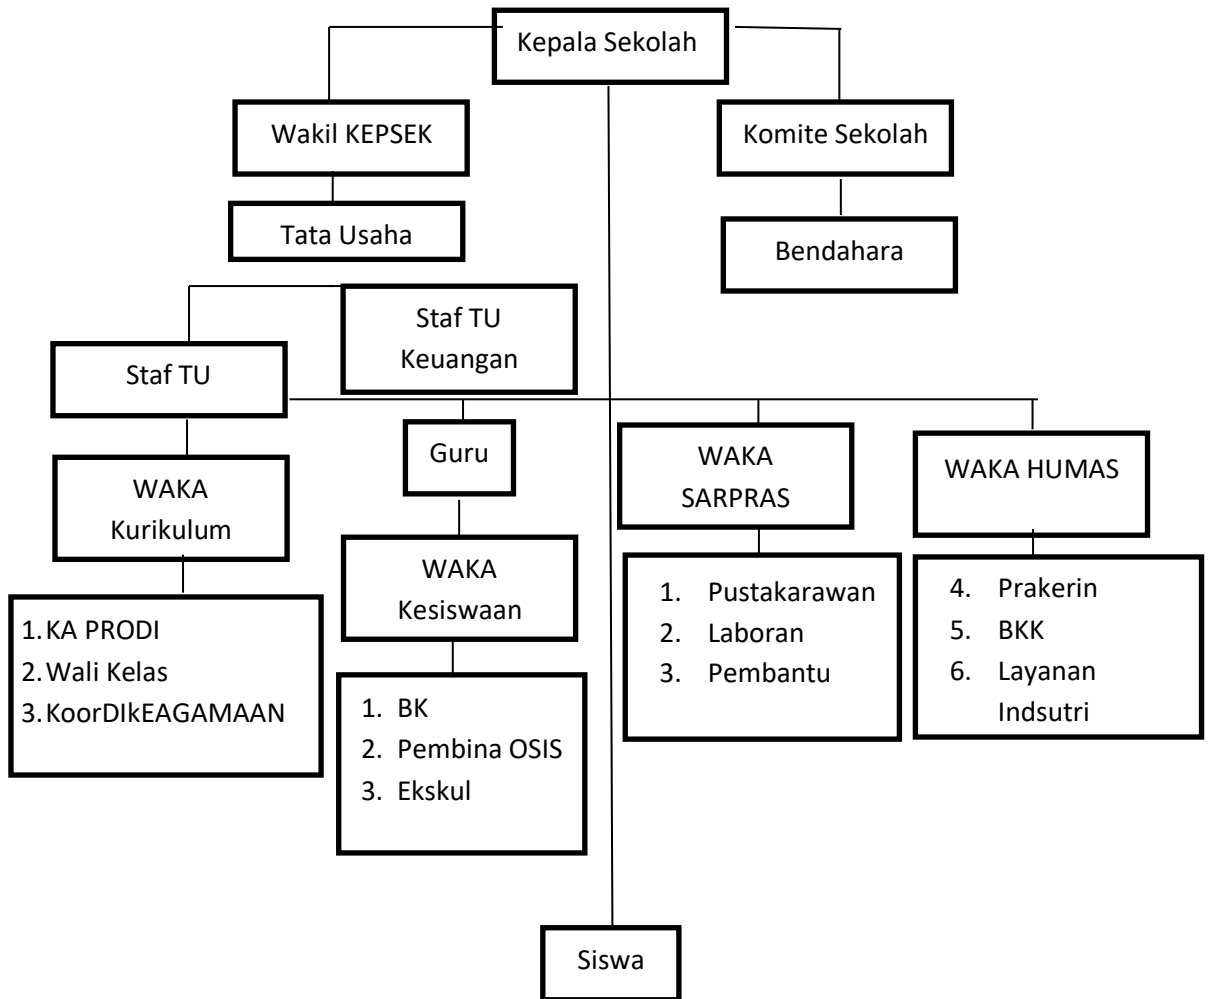 Kepala Sekolah
Wakil KEPSEK
Komite Sekolah
Tata Usaha
Bendahara
Staf TU
Keuangan
Staf TU
Guru
WAKA
SARPRAS
WAKA HUMAS
WAKA
Kurikulum
WAKA
Kesiswaan
1. KA PRODI
2. Wali Kelas
3. KoorDIkEAGAMAAN
1. BK
2. Pembina OSIS
3. Ekskul
1. Pustakarawan
2. Laboran
3. Pembantu
4. Prakerin
5. BKK
6. Layanan
Indsutri
Siswa